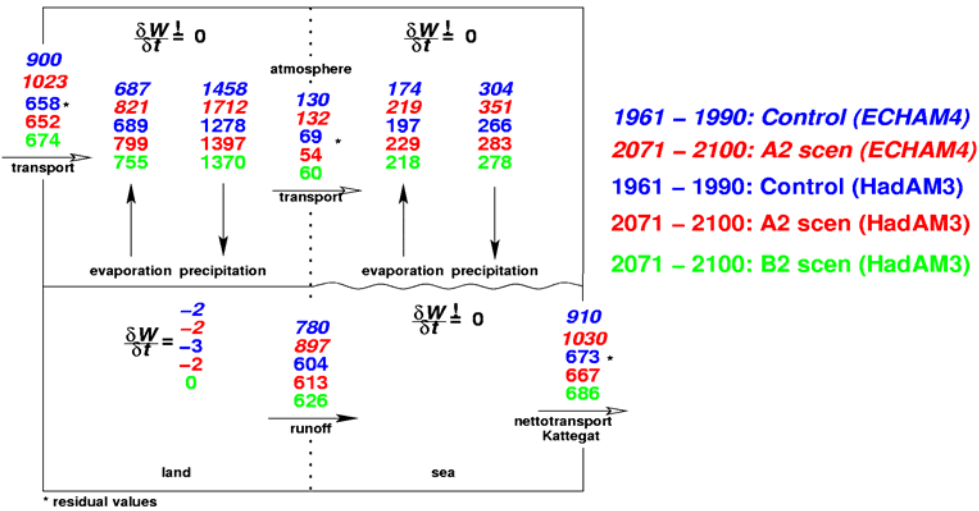 δW/δt =! 0
δW/δt =! 0
900
1023
658 *
652
674
transport
687
821
689
799
755
1458
1712
1278
1397
1370
evaporation precipitation
atmosphere
130
132
69 *
54
60
transport
174
219
197
229
218
304
351
266
283
278
evaporation precipitation
δW/δt =
-2
-2
-3
-2
0
780
897
604
613
626
runoff
δW/δt =! 0
910
1030
673 *
667
686
nettotransport
Kattegat
land
sea
* residual values
1961 – 1990: Control (ECHAM4)
2071 – 2100: A2 scen (ECHAM4)
1961 – 1990: Control (HadAM3)
2071 – 2100: A2 scen (HadAM3)
2071 – 2100: B2 scen (HadAM3)